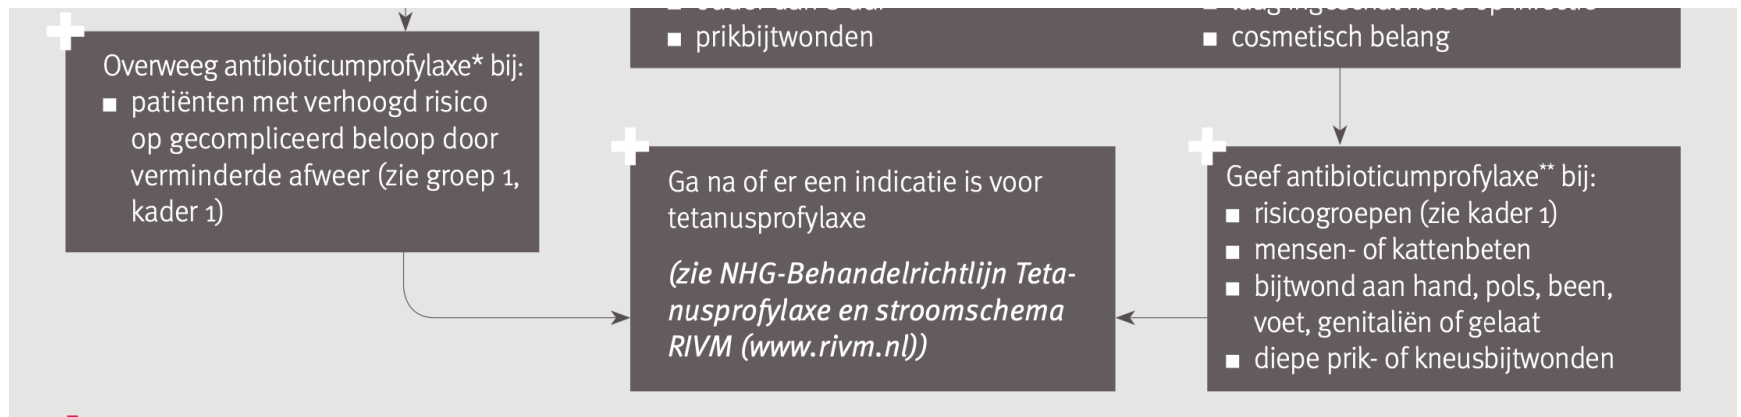 prikbijtwonden
cosmetisch belang
Overweeg antibioticumprofylaxe* bij:
patiënten met verhoogd risico
op gecompliceerd beloop door
verminderde afweer (zie groep 1,
kader 1)
Ga na of er een indicatie is voor
tetanusprofylaxe
(zie NHG-Behandelrichtlijn Teta-
nusprofylaxe en stroomschema
RIVM (www.rivm.nl))
Geef antibioticumprofylaxe** bij:
risicogroepen (zie kader 1)
mensen- of kattenbeten
bijtwond aan hand, pols, been,
voet, genitaliën of gelaat
diepe prik- of kneusbijtwonden